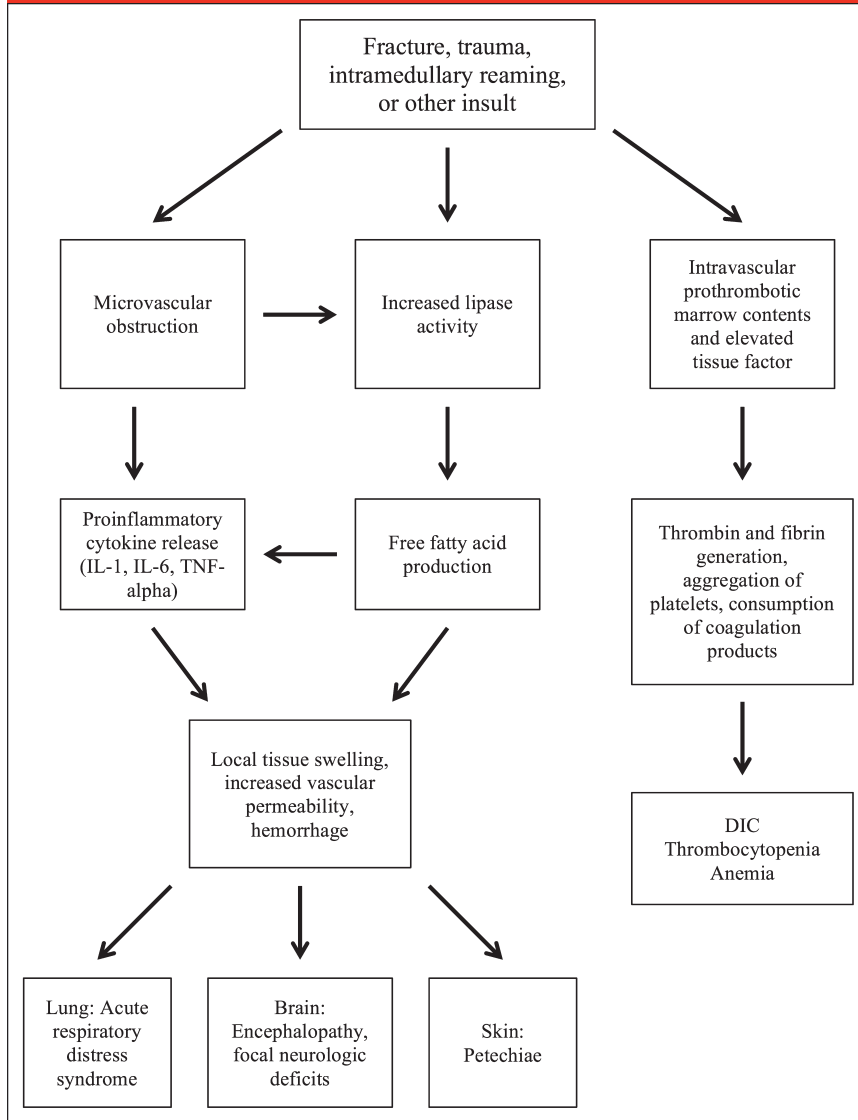 Fracture, trauma,
intramedullary reaming,
or other insult
Microvascular
obstruction
Increased lipase
activity
Intravascular
prothrombotic
marrow contents
and elevated
tissue factor
Proinflammatory
cytokine release
(IL-1, IL-6, TNF-
alpha)
Free fatty acid
production
Thrombin and fibrin
generation,
aggregation of
platelets, consumption
of coagulation
products
Local tissue swelling,
increased vascular
permeability,
hemorrhage
DIC
Thrombocytopenia
Anemia
Lung: Acute
respiratory
distress
syndrome
Brain:
Encephalopathy,
focal neurologic
deficits
Skin:
Petechiae